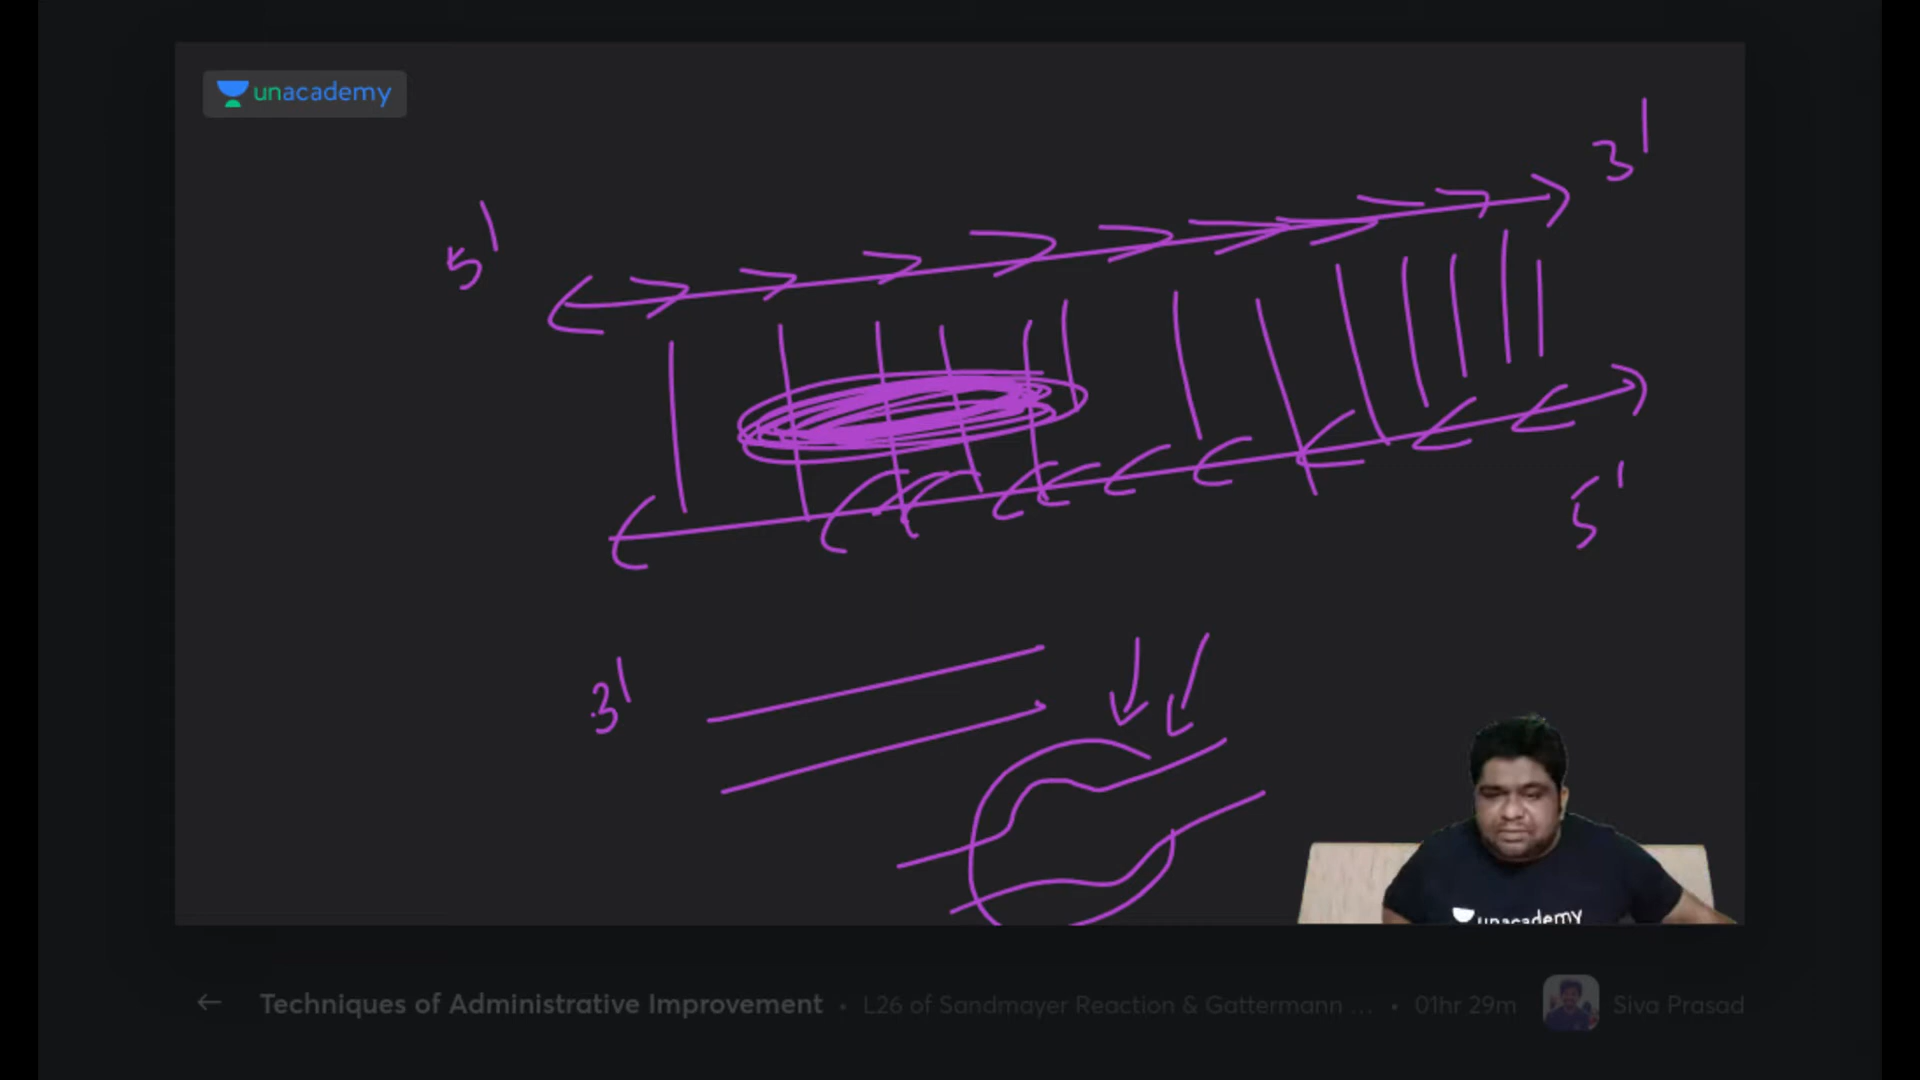 unacademy
3'
5'
5'
3'
unacademy
Techniques of Administrative Improvement • L26 of Sandmayer Reaction & Gattermann ... • 01hr 29m Siva Prasad